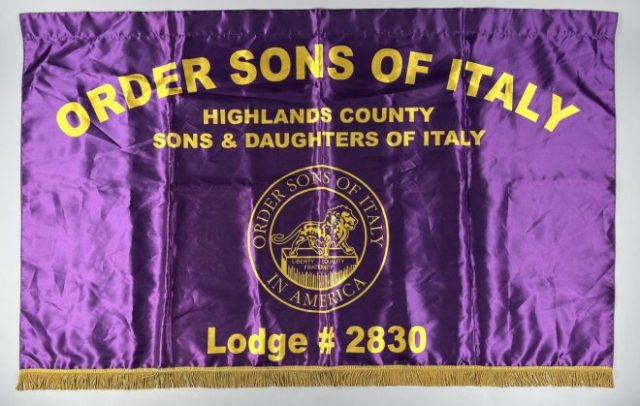 ORDER SONS OF ITALY
HIGHLANDS COUNTY
SONS & DAUGHTERS OF ITALY
ORDER SONS OF ITALY
LIBERTY EQUALITY
FRATERNITY
IN AMERICA
Lodge # 2830